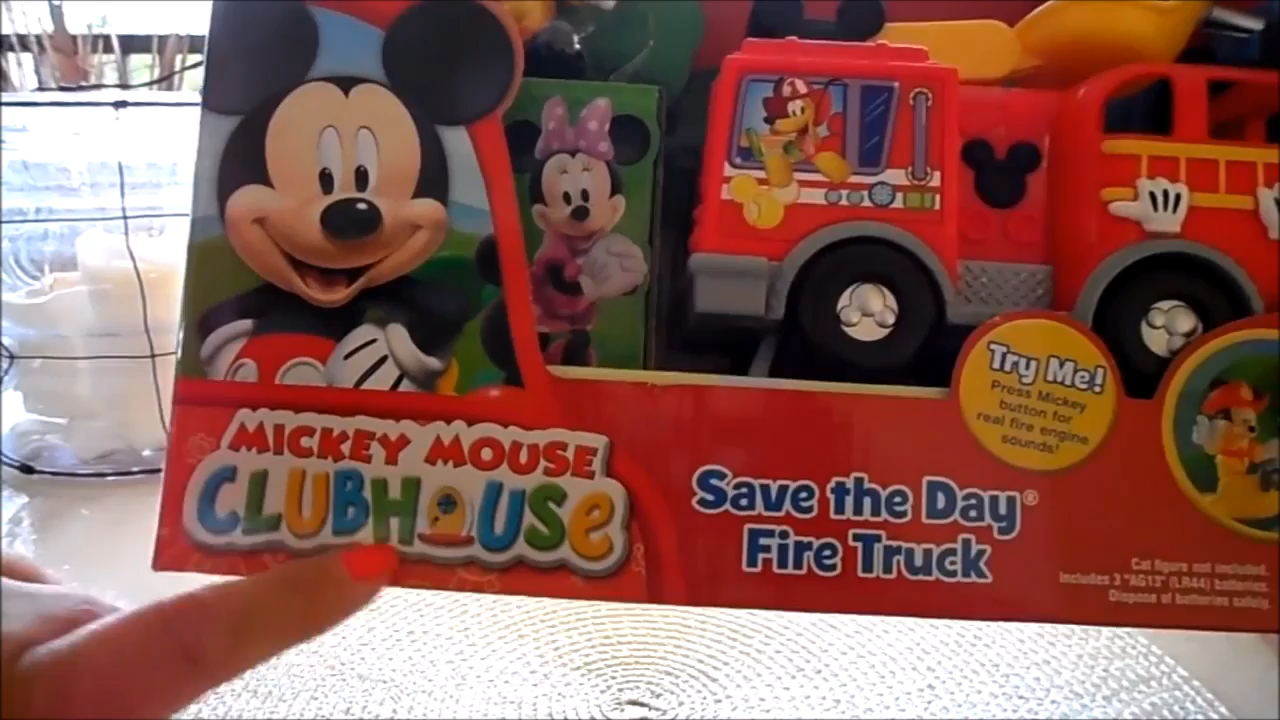 MICKEY MOUSE
CLUBHOUSE
Try Me!
Press Mickey
button for
real fire engine
sounds!
Save the Day®
Fire Truck
Cat figure not included.
Includes 3 "AG13" (LR44) batteries.
Dispose of batteries safely.